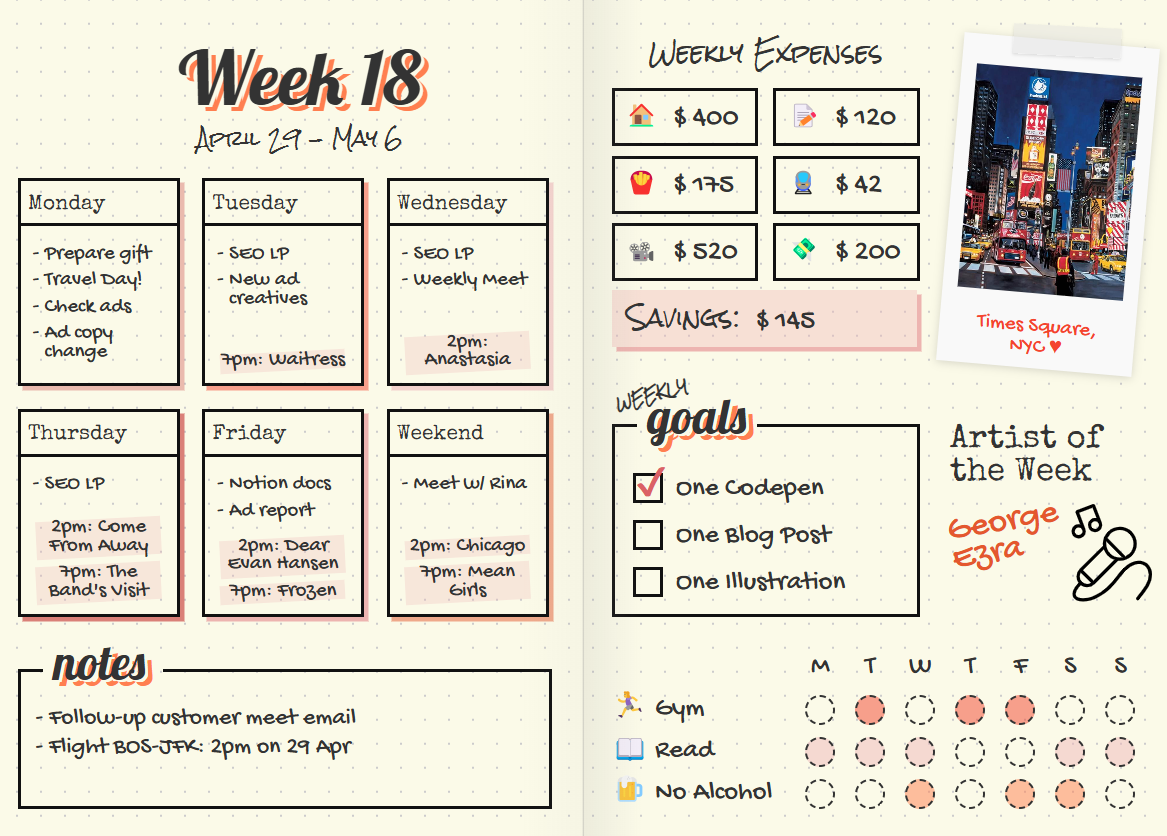 Week 18
April 29 – May 6
Monday
- Prepare gift
- Travel Day!
- Check ads
- Ad copy
change
Tuesday
- SEO LP
- New ad
creatives
7pm: Waitress
Wednesday
- SEO LP
- Weekly Meet
2pm:
Anastasia
Thursday
- SEO LP
2pm: Come
From Away
7pm: The
Band's Visit
Friday
- Notion docs
- Ad report
2pm: Dear
Evan Hansen
7pm: Frozen
Weekend
- Meet w/ Rina
2pm: Chicago
7pm: Mean
Girls
notes
- Follow-up customer meet email
- Flight BOS-JFK: 2pm on 29 Apr
Weekly Expenses
$ 400
$ 120
$ 175
$ 42
$ 520
$ 200
Savings: $ 145
Coca-Cola
Times Square,
NYC ♥
Weekly
goals
One Codepen
One Blog Post
One Illustration
Artist of
the Week
George
Ezra
M T W T F S S
Gym
Read
No Alcohol